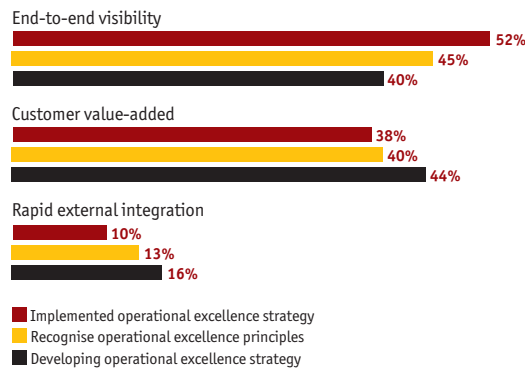 End-to-end visibility
52%
45%
40%
Customer value-added
38%
40%
44%
Rapid external integration
10%
13%
16%
Implemented operational excellence strategy
Recognise operational excellence principles
Developing operational excellence strategy